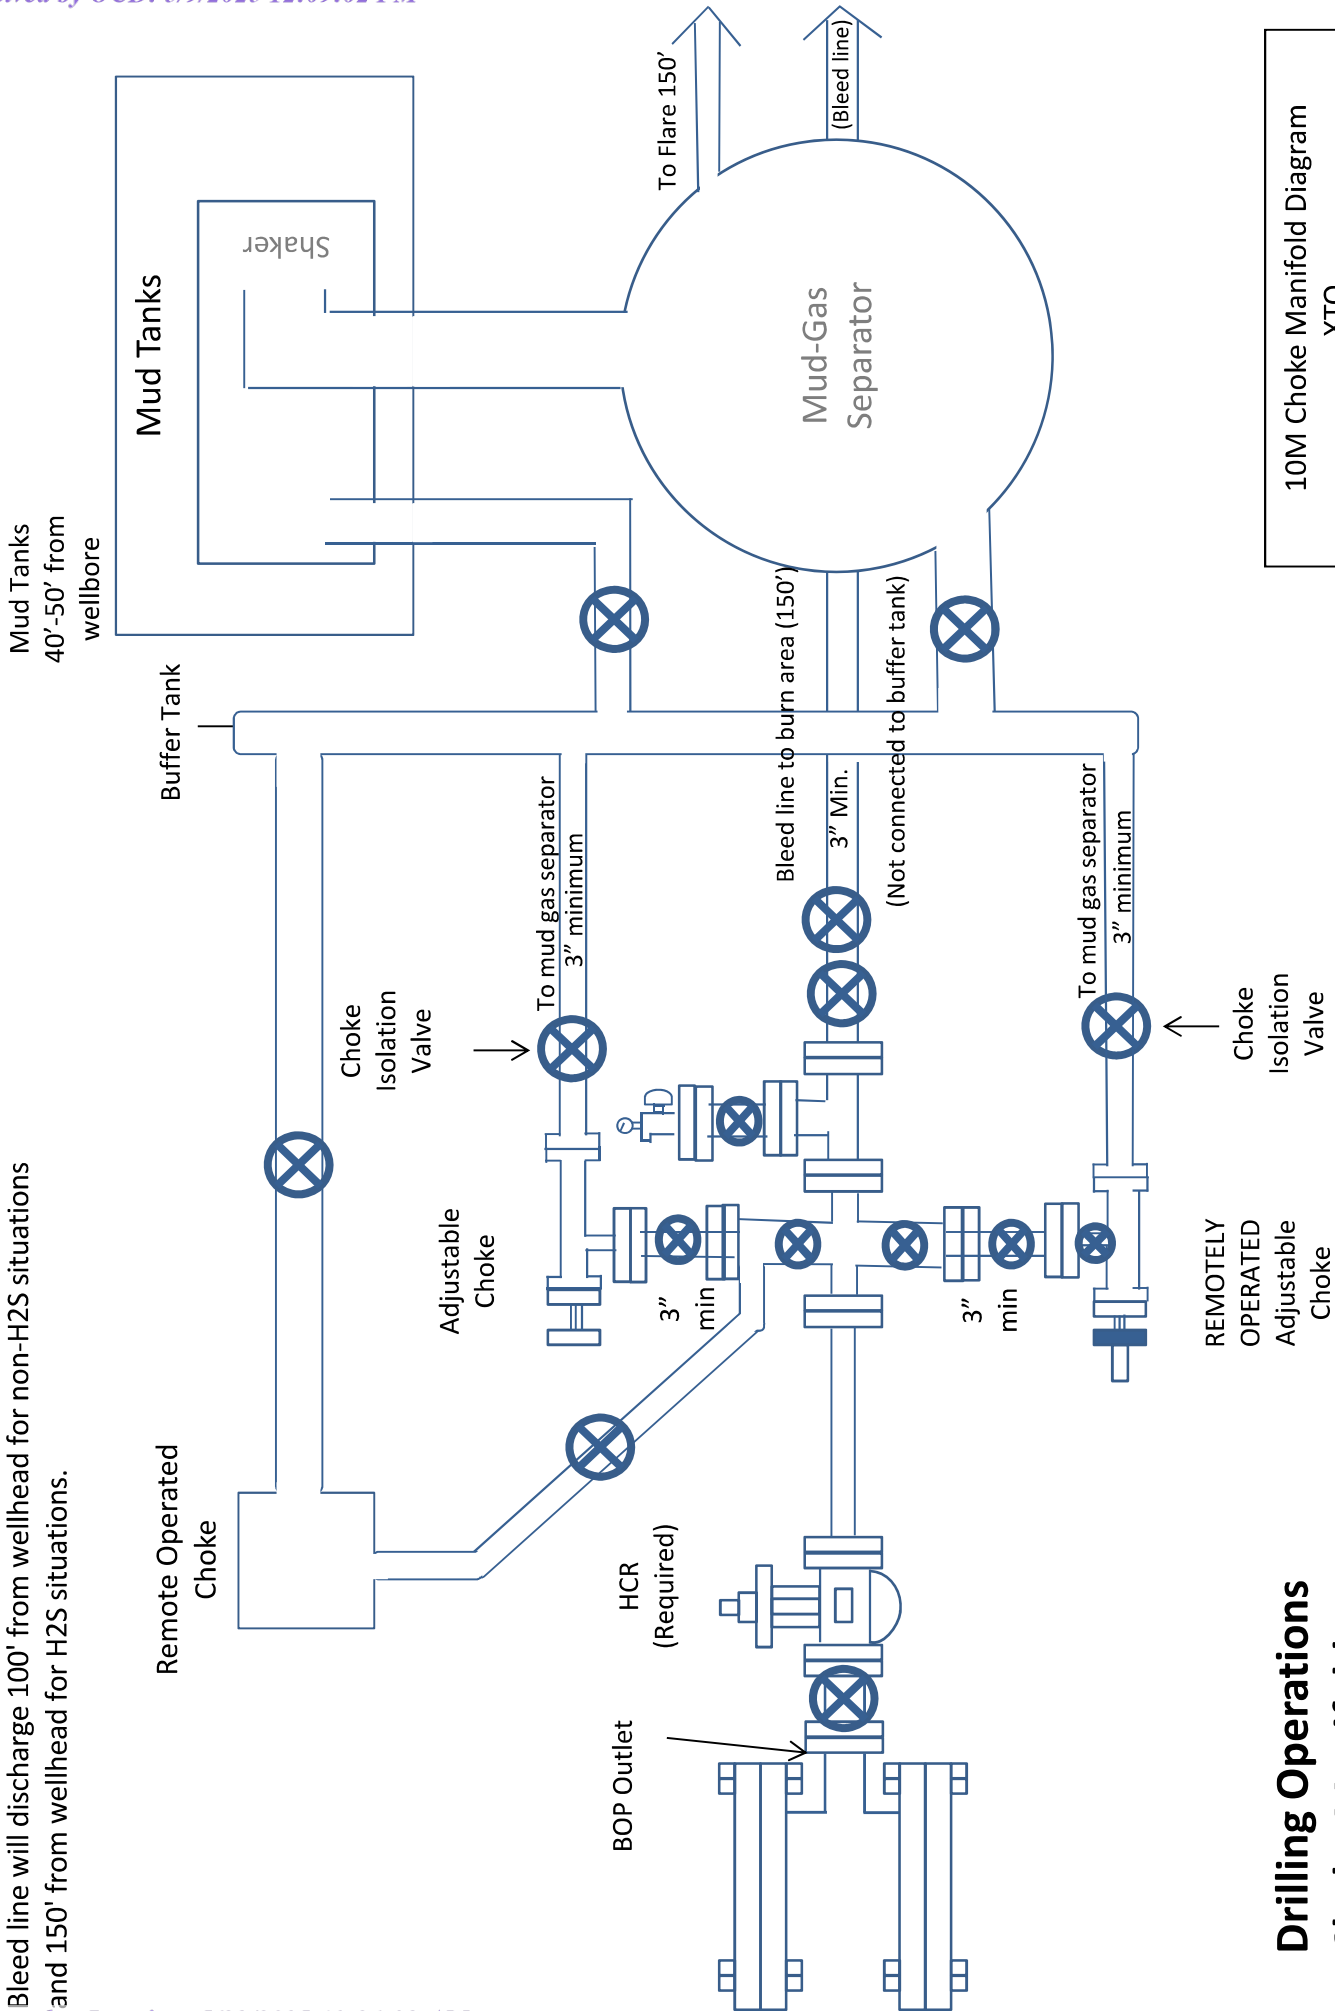 Bleed line will discharge 100' from wellhead for non-H2S situations
and 150' from wellhead for H2S situations.
Mud Tanks
40’-50’ from
wellbore
Mud Tanks
Shaker
Buffer Tank
Remote Operated
Choke
Choke
Isolation
Valve
Adjustable
Choke
To mud gas separator
3” minimum
To Flare 150’
(Bleed line)
Mud-Gas
Separator
Bleed line to burn area (150’)
3” Min.
(Not connected to buffer tank)
3”
min
HCR
(Required)
BOP Outlet
3”
min
To mud gas separator
3” minimum
REMOTELY
OPERATED
Adjustable
Choke
Choke
Isolation
Valve
Drilling Operations
10M Choke Manifold Diagram
XTO